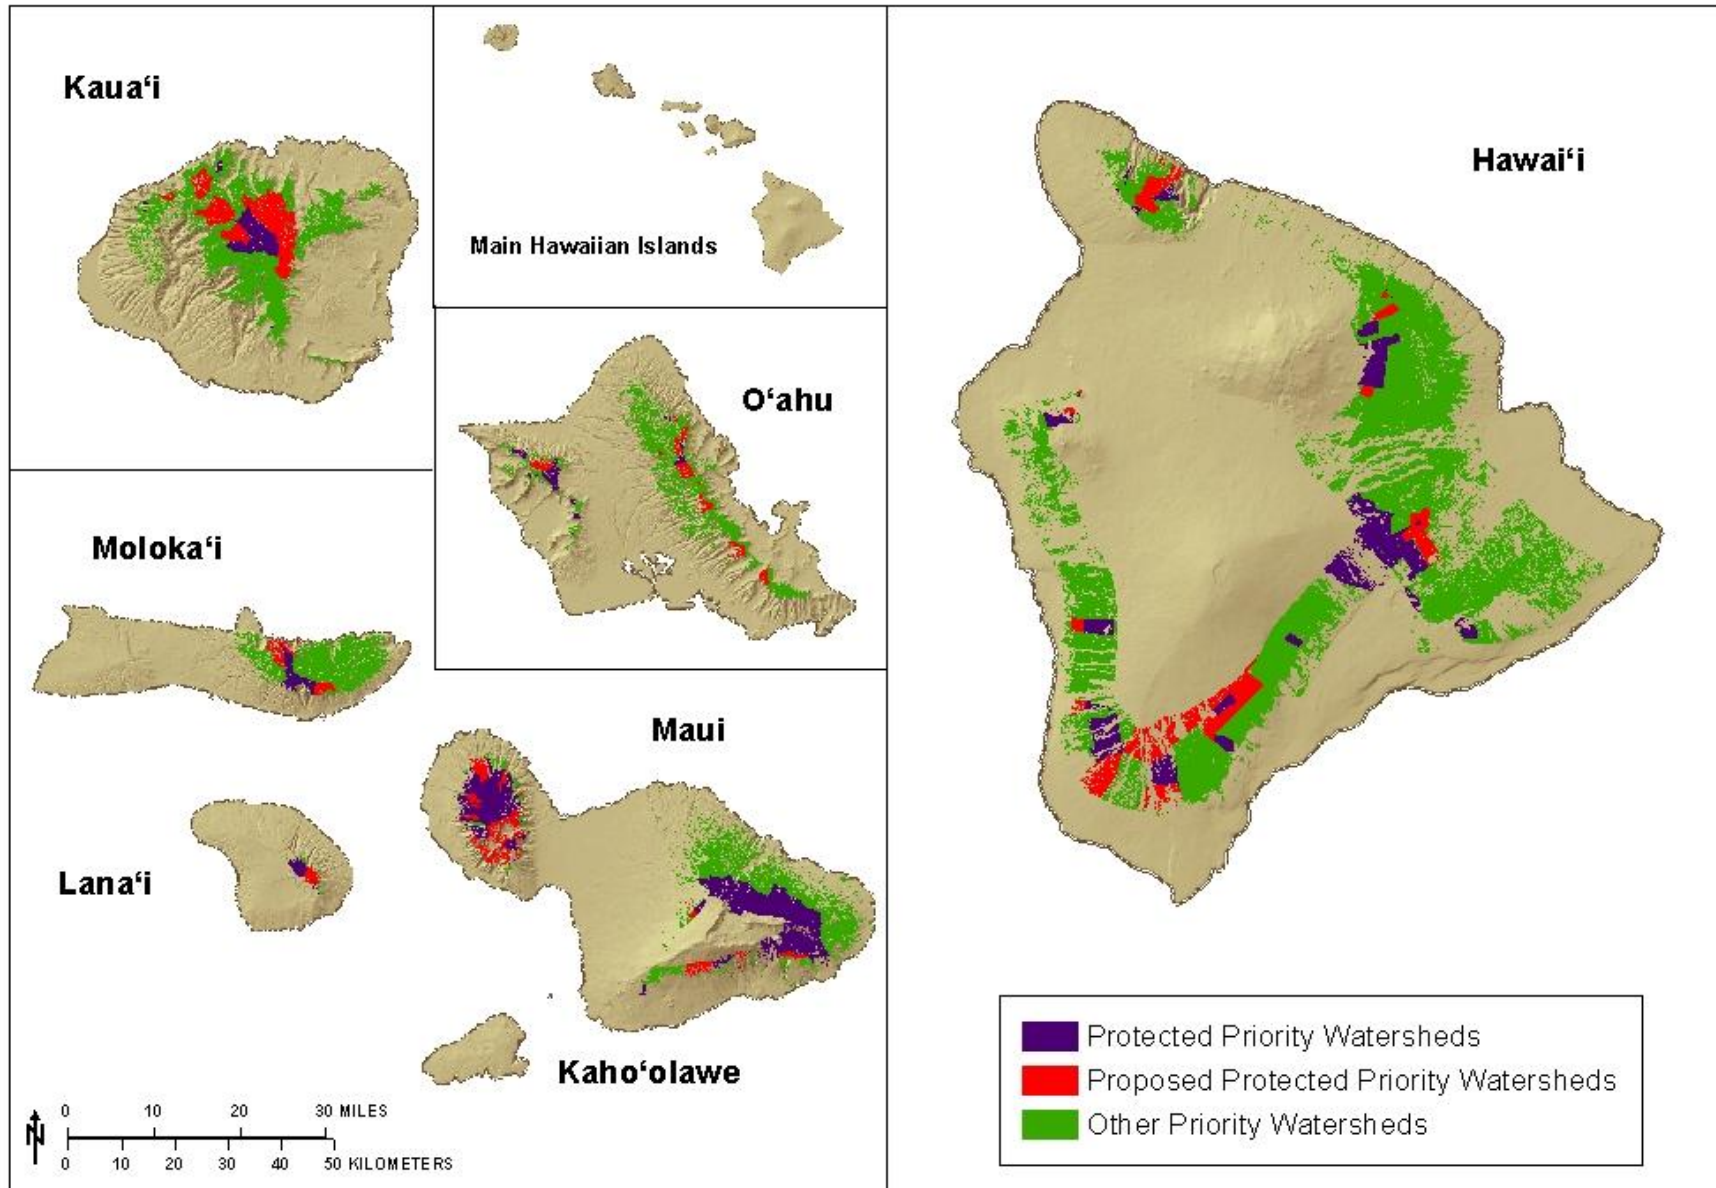 Kaua‘i
Main Hawaiian Islands
Hawai‘i
O‘ahu
Moloka‘i
Maui
Lana‘i
Kaho‘olawe
N
0 10 20 30 MILES
0 10 20 30 40 50 KILOMETERS
Protected Priority Watersheds
Proposed Protected Priority Watersheds
Other Priority Watersheds